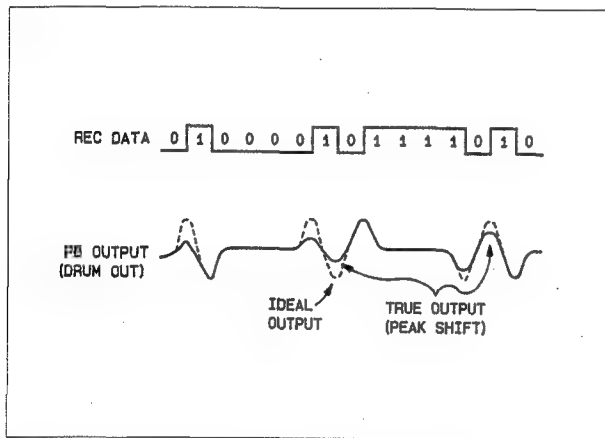 REC DATA 0 1 0 0 0 0 1 0 1 1 1 1 0 1 0
OUTPUT
(DRUM OUT)
IDEAL
OUTPUT
TRUE OUTPUT
(PEAK SHIFT)